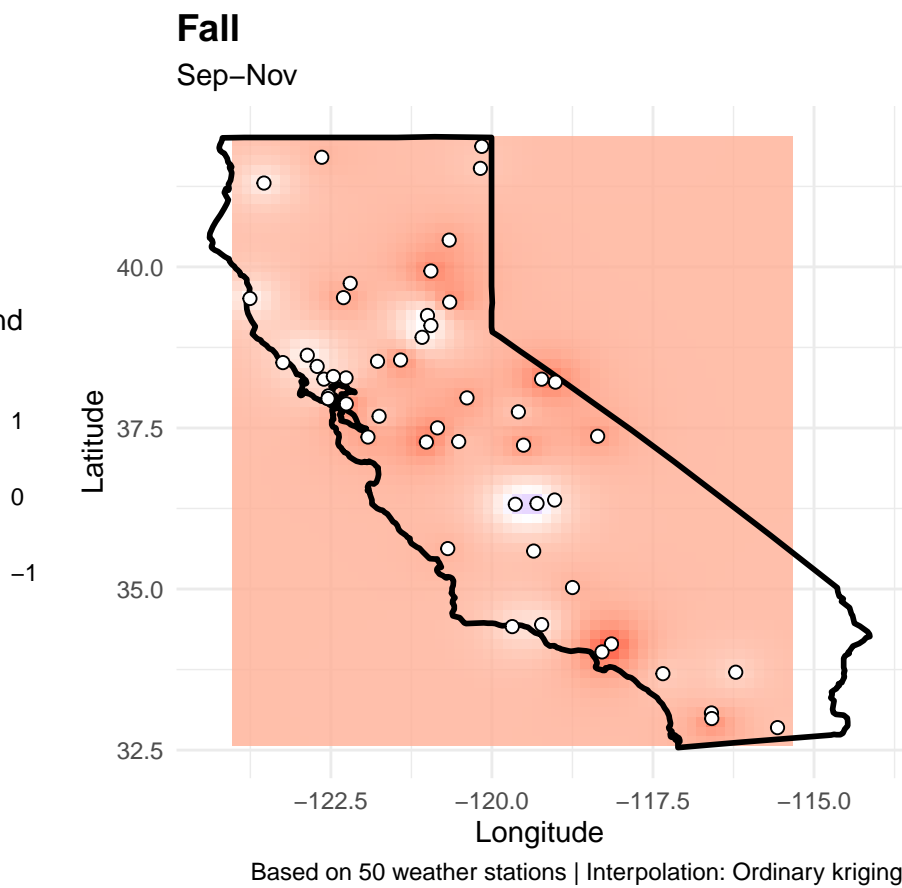 Fall
Sep−Nov
nd
1
0
−1
Latitude
40.0
37.5
35.0
32.5
−122.5
−120.0
−117.5
−115.0
Longitude
Based on 50 weather stations | Interpolation: Ordinary kriging